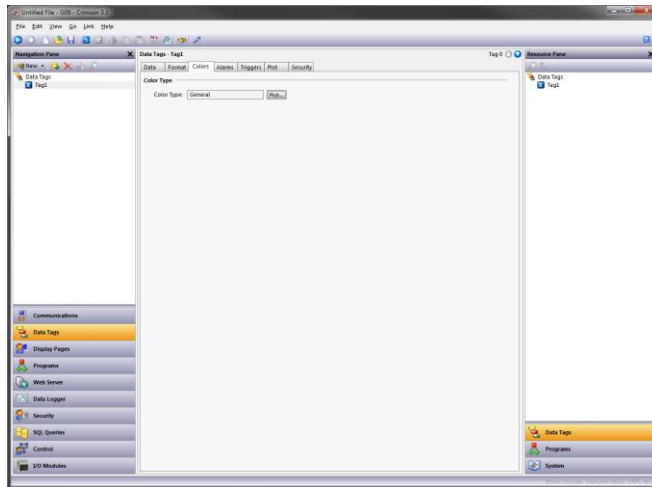 Untitled File - G09 - Crimson 3.1
File Edit View Go Link Help
Navigation Pane
Data Tags - Tag1
Tag 0
Resource Pane
New
Data Format Colors Alarms Triggers Plot Security
Data Tags
Tag1
Color Type
Color Type: General Pick...
Data Tags
Tag1
Communications
Data Tags
Display Pages
Programs
Web Server
Data Logger
Security
SQL Queries
Control
I/O Modules
Data Tags
Programs
System